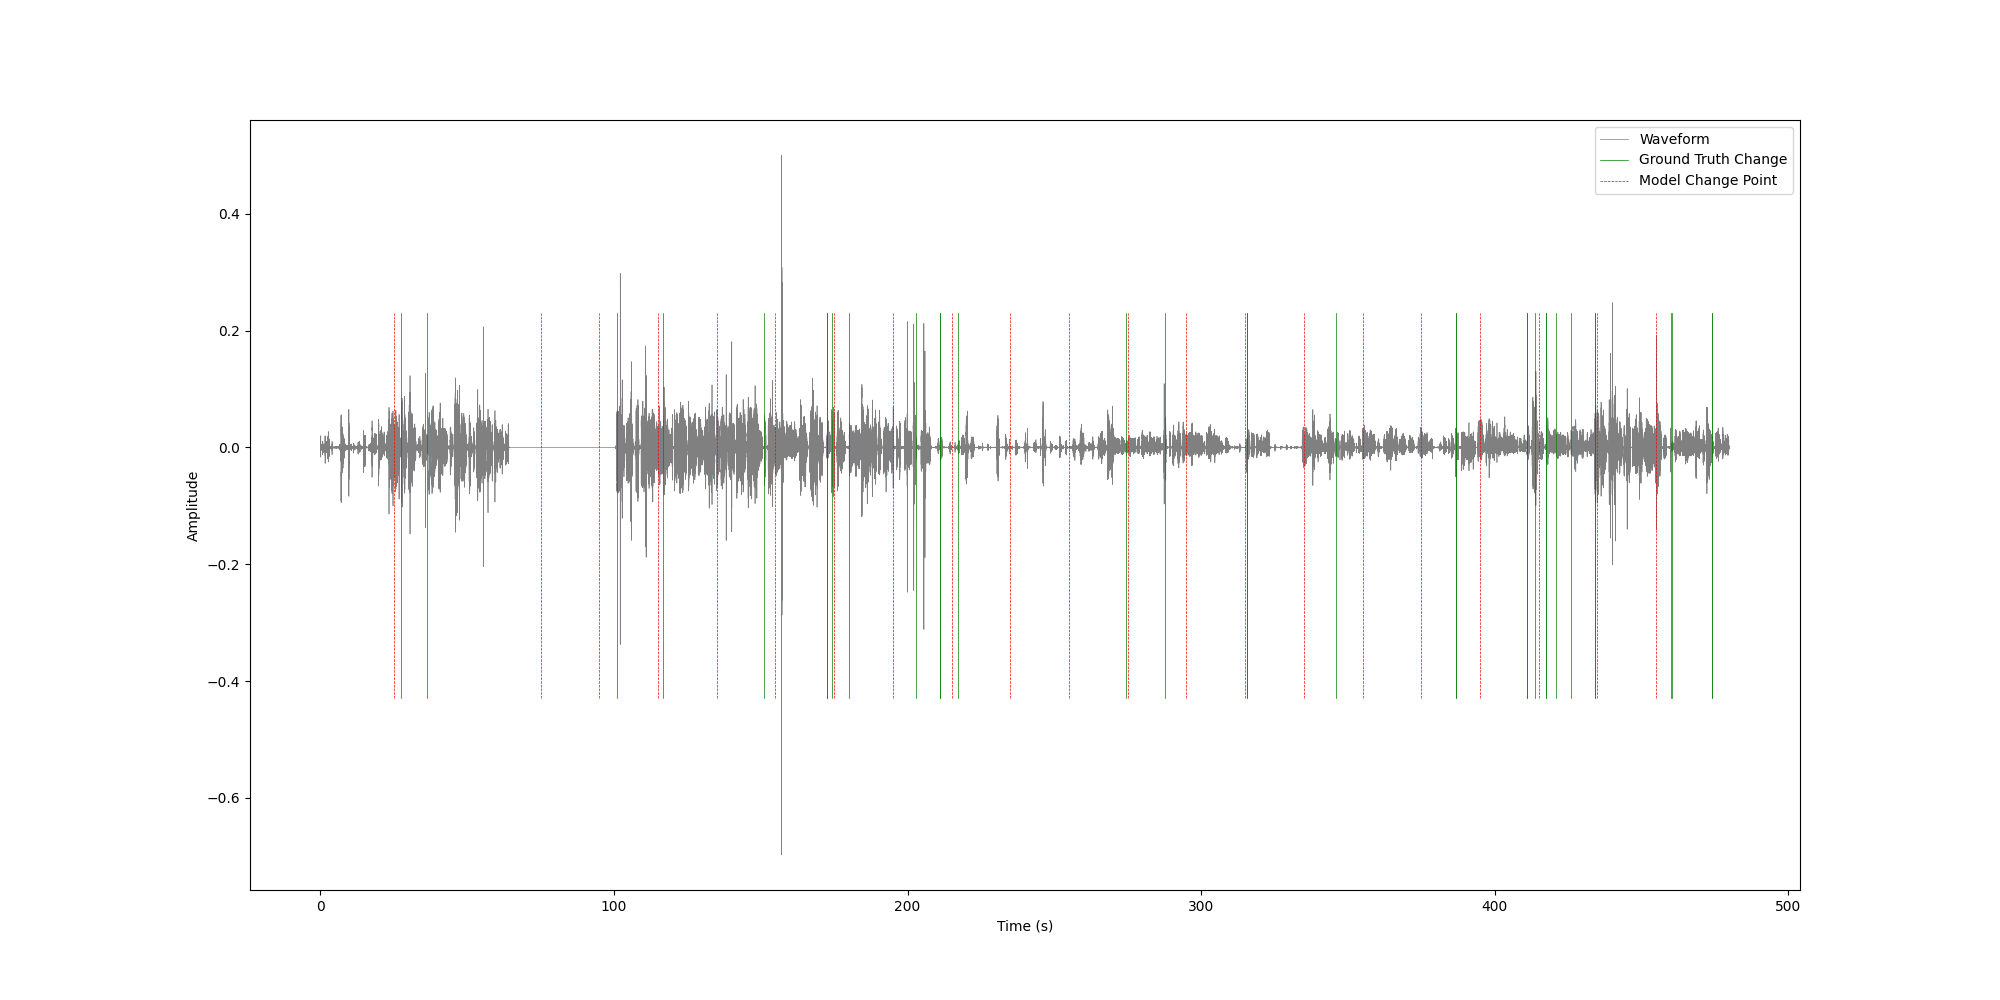 Waveform
Ground Truth Change
Model Change Point
Amplitude
0.4
0.2
0.0
−0.2
−0.4
−0.6
0 100 200 300 400 500
Time (s)